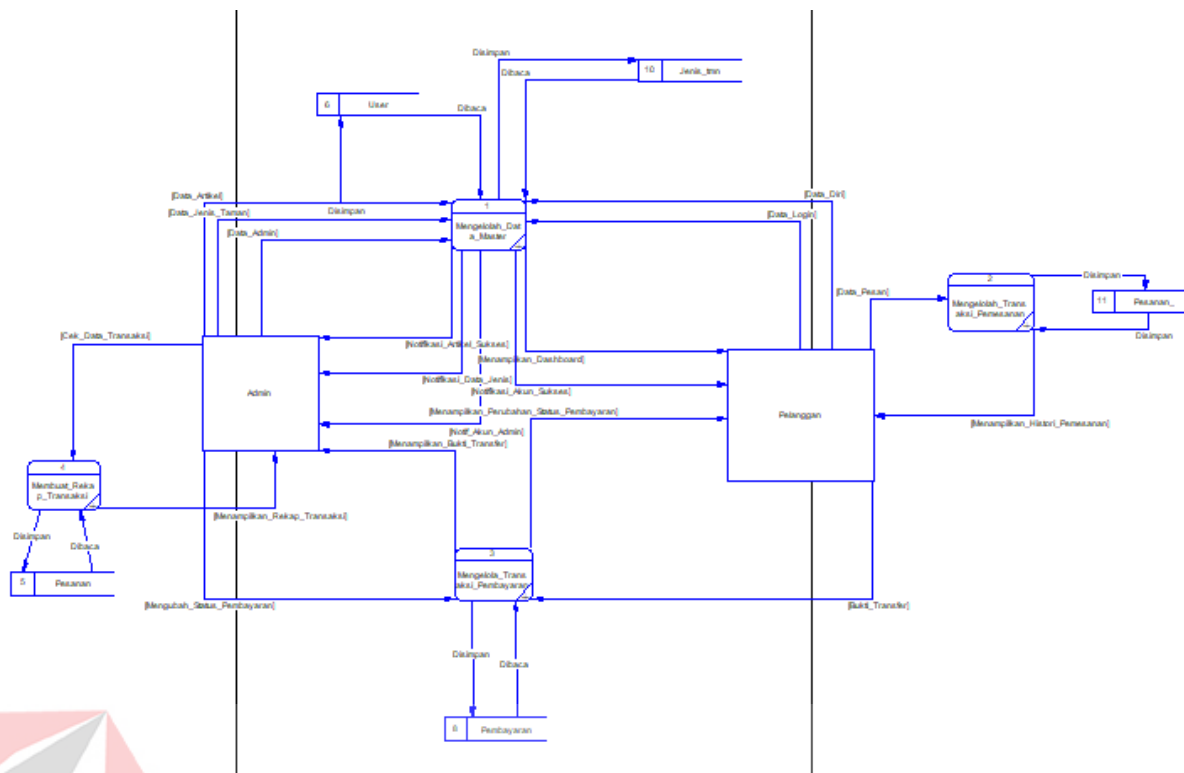 Disimpan
10 Jenis_tmn
Dibaca
6 User
Dibaca
[Data_Artikel]
[Data_Jenis_Taman]
Disimpan
[Data_Admin]
1
Mengelolah_Dat
a_Master
[Data_Diri]
[Data_Login]
[Data_Pesan]
2
Mengelolah_Trans
aksi_Pemesanan
Disimpan
11 Pesanan_
Disimpan
[Cek_Data_Transaksi]
[Notifikasi_Artikel_Sukses]
[Menampilkan_Dashboard]
[Notifikasi_Data_Jenis]
[Notifikasi_Akun_Sukses]
Admin
Pelanggan
[Menampilkan_Perubahan_Status_Pembayaran]
[Menampilkan_Histori_Pemesanan]
[Notif_Akun_Admin]
[Menampilkan_Bukti_Transfer]
4
Membuat_Reka
p_Transaksi
[Menampilkan_Rekap_Transaksi]
Disimpan
Dibaca
5 Pesanan
3
Mengelola_Trans
aksi_Pembayaran
[Mengubah_Status_Pembayaran]
[Bukti_Transfer]
Disimpan
Dibaca
8 Pembayaran